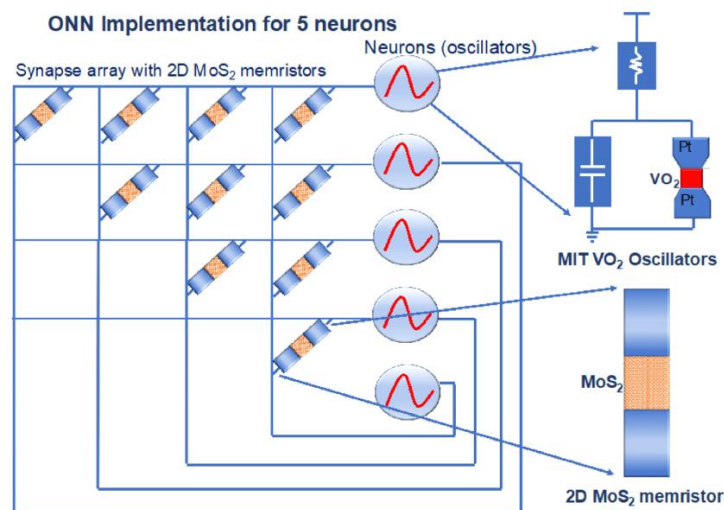 ONN Implementation for 5 neurons
Neurons (oscillators)
Synapse array with 2D MoS₂ memristors
Pt
VO₂
Pt
MIT VO₂ Oscillators
MoS₂
2D MoS₂ memristor